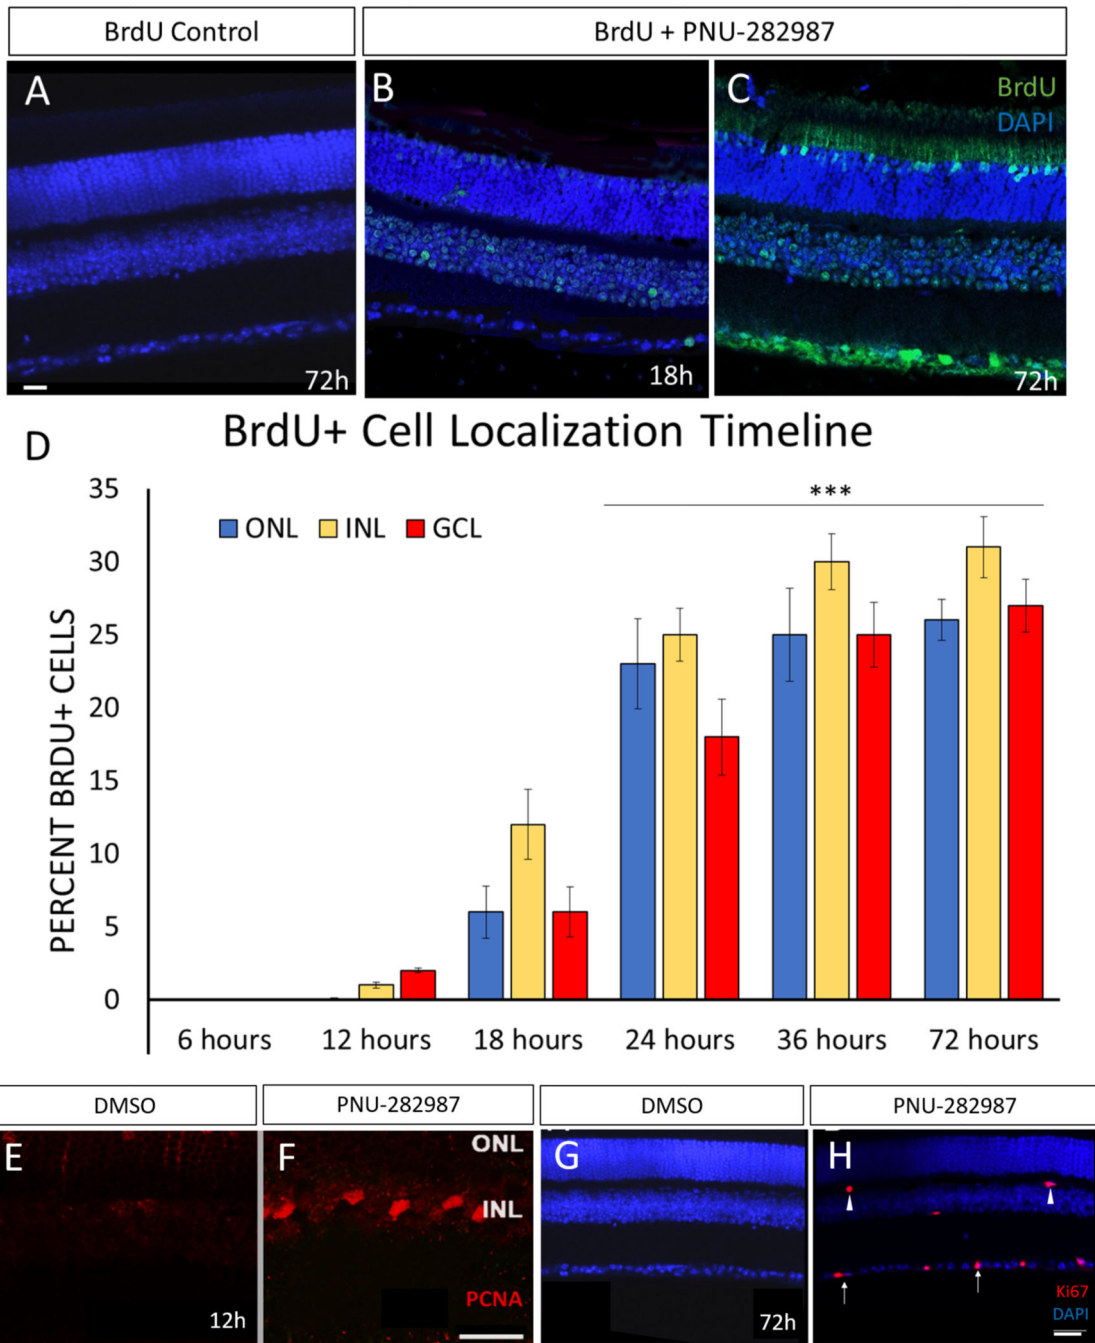 BrdU Control
BrdU + PNU-282987
A
72h
B
18h
C
BrdU
DAPI
72h
D
BrdU+ Cell Localization Timeline
PERCENT BRDU+ CELLS
35
30
25
20
15
10
5
0
ONL INL GCL
***
6 hours 12 hours 18 hours 24 hours 36 hours 72 hours
DMSO
PNU-282987
DMSO
PNU-282987
E
12h
F
ONL
INL
PCNA
G
72h
H
Ki67
DAPI